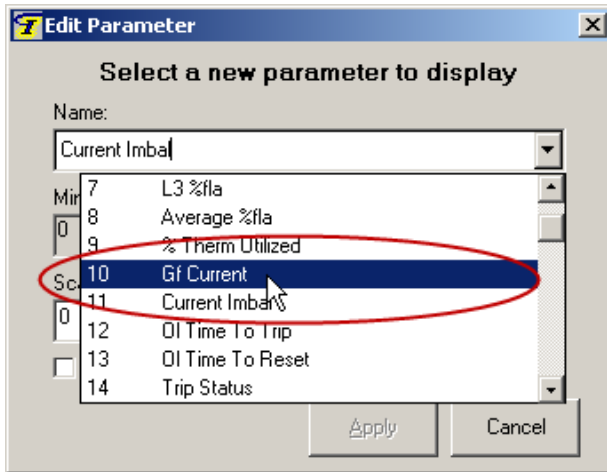 Edit Parameter
Select a new parameter to display
Name:
Current Imbal
7 L3 %fla
8 Average %fla
9 % Therm Utilized
10 Gf Current
11 Current Imbal
12 Ol Time To Trip
13 Ol Time To Reset
14 Trip Status
0
0
Apply Cancel